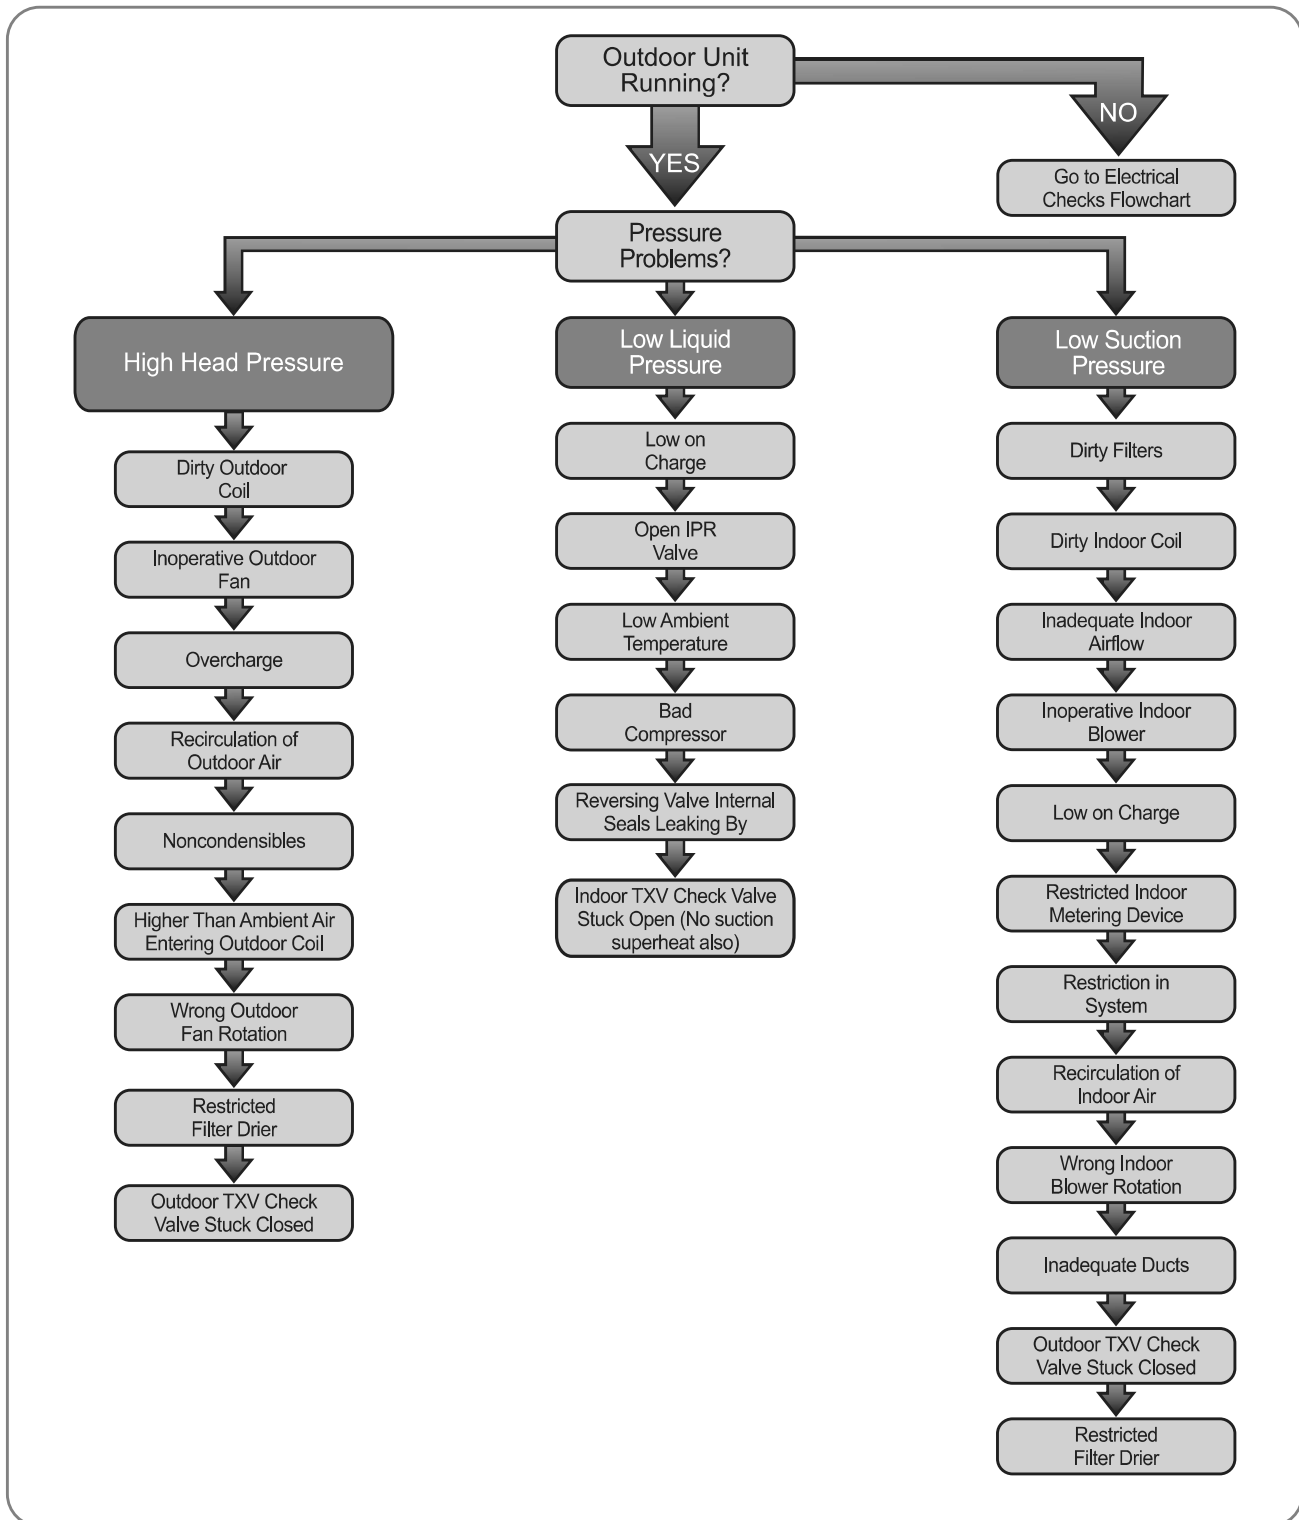 Outdoor Unit
Running?
NO
YES
Go to Electrical
Checks Flowchart
Pressure
Problems?
High Head Pressure
Dirty Outdoor
Coil
Inoperative Outdoor
Fan
Overcharge
Recirculation of
Outdoor Air
Noncondensibles
Higher Than Ambient Air
Entering Outdoor Coil
Wrong Outdoor
Fan Rotation
Restricted
Filter Drier
Outdoor TXV Check
Valve Stuck Closed
Low Liquid
Pressure
Low on
Charge
Open IPR
Valve
Low Ambient
Temperature
Bad
Compressor
Reversing Valve Internal
Seals Leaking By
Indoor TXV Check Valve
Stuck Open (No suction
superheat also)
Low Suction
Pressure
Dirty Filters
Dirty Indoor Coil
Inadequate Indoor
Airflow
Inoperative Indoor
Blower
Low on Charge
Restricted Indoor
Metering Device
Restriction in
System
Recirculation of
Indoor Air
Wrong Indoor
Blower Rotation
Inadequate Ducts
Outdoor TXV Check
Valve Stuck Closed
Restricted
Filter Drier